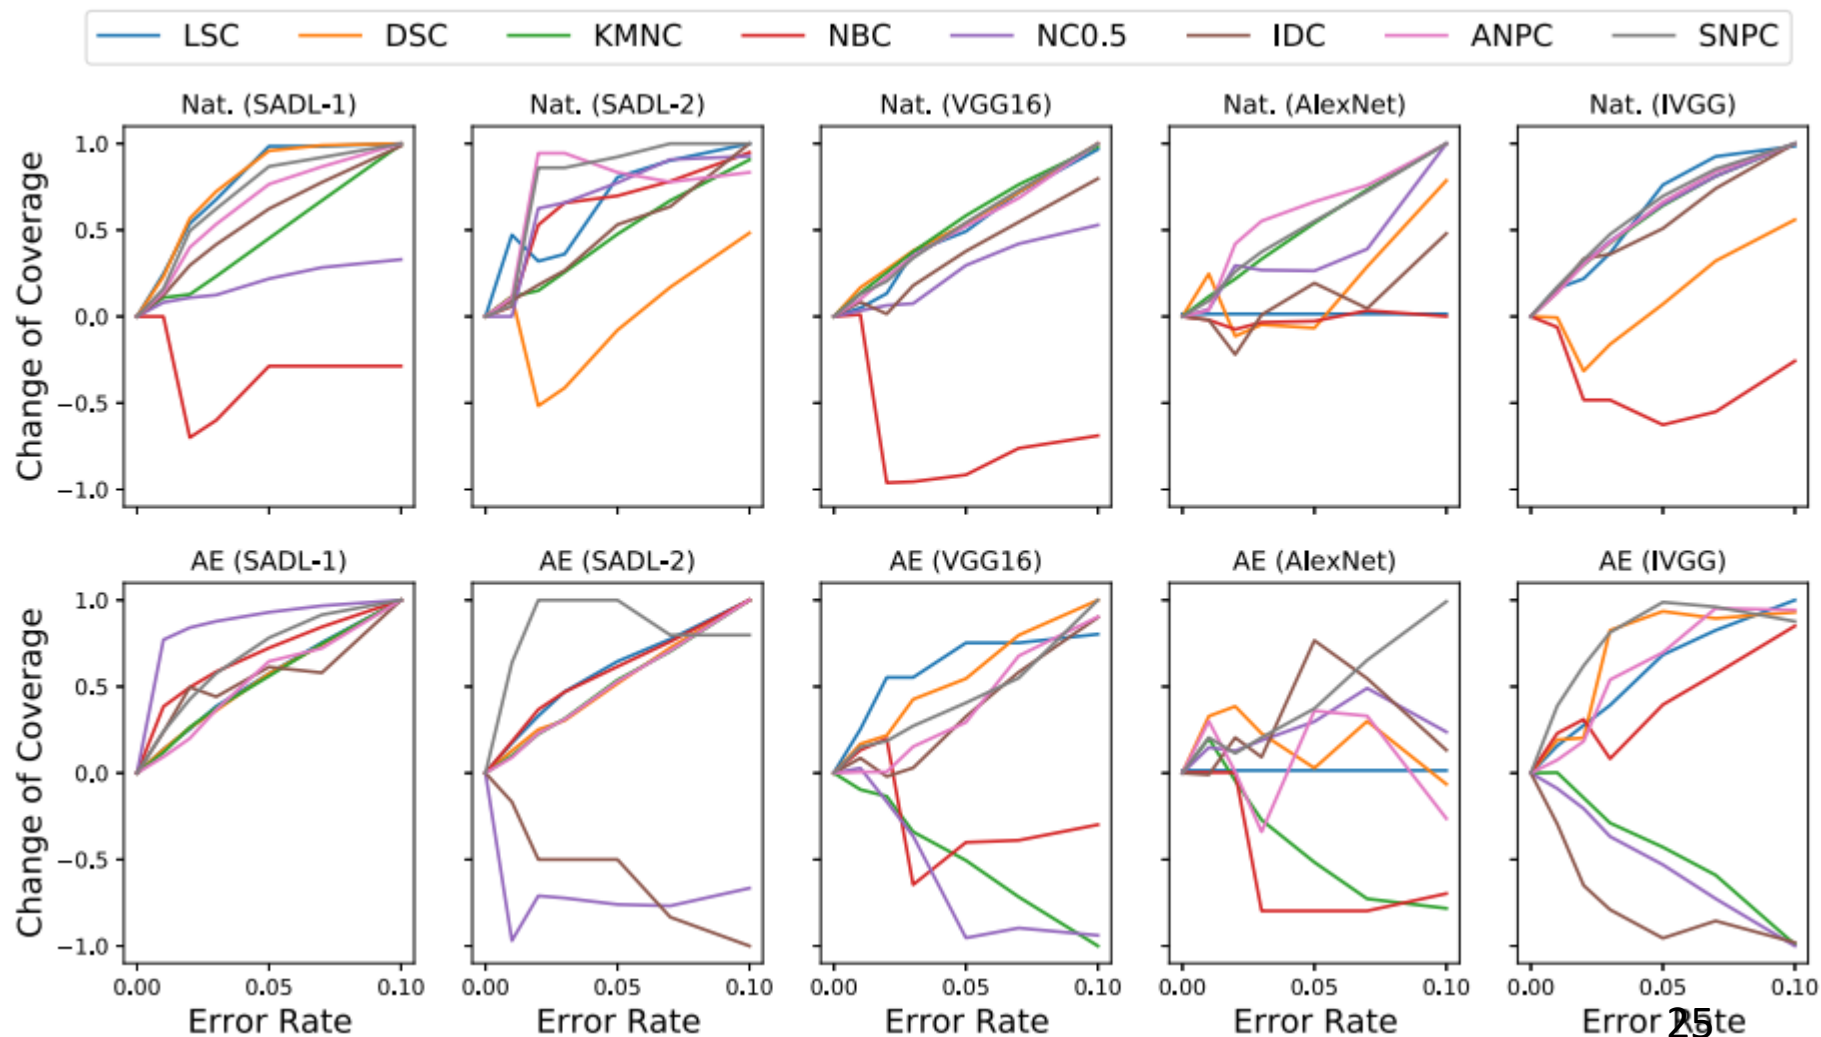 LSC DSC KMNC NBC NC0.5 IDC ANPC SNPC
Nat. (SADL-1) Nat. (SADL-2) Nat. (VGG16) Nat. (AlexNet) Nat. (IVGG)
Change of Coverage
1.0
0.5
0.0
−0.5
−1.0
AE (SADL-1) AE (SADL-2) AE (VGG16) AE (AlexNet) AE (IVGG)
Change of Coverage
1.0
0.5
0.0
−0.5
−1.0
0.00 0.05 0.10 0.00 0.05 0.10 0.00 0.05 0.10 0.00 0.05 0.10 0.00 0.05 0.10
Error Rate Error Rate Error Rate Error Rate Error Rate
25